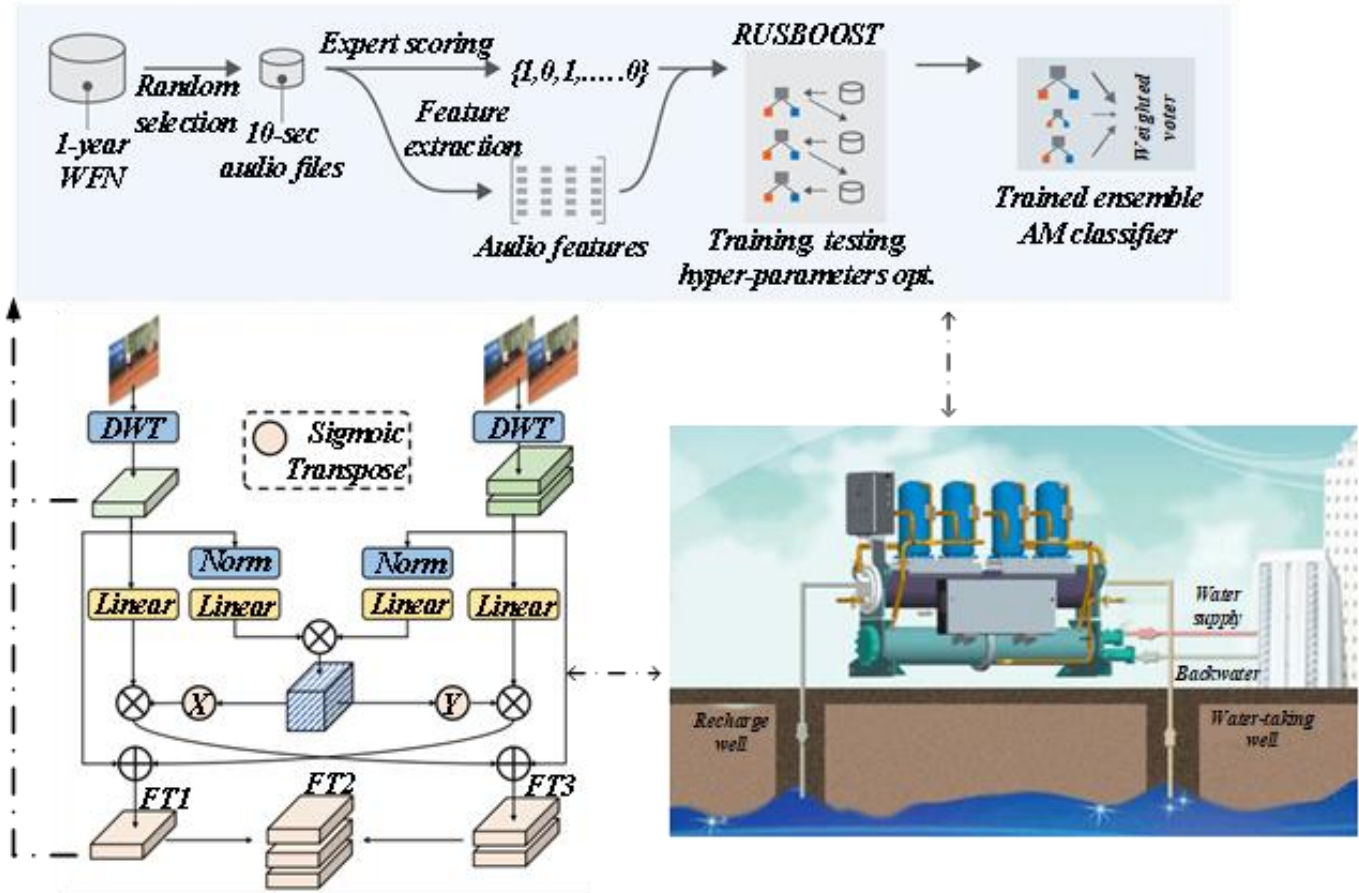 Expert scoring
RUSBOOST
{1,0,1,.....0}
Random
selection
Feature
extraction
1-year
WFN
10-sec
audio files
Audio features
Training, testing,
hyper-parameters opt.
Weighted
voter
Trained ensemble
AM classifier
DWT
DWT
Sigmoic
Transpose
Norm
Norm
Linear
Linear
Linear
Linear
X
Y
FT1
FT2
FT3
Water
supply
Backwater
Recharge
well
Water-taking
well